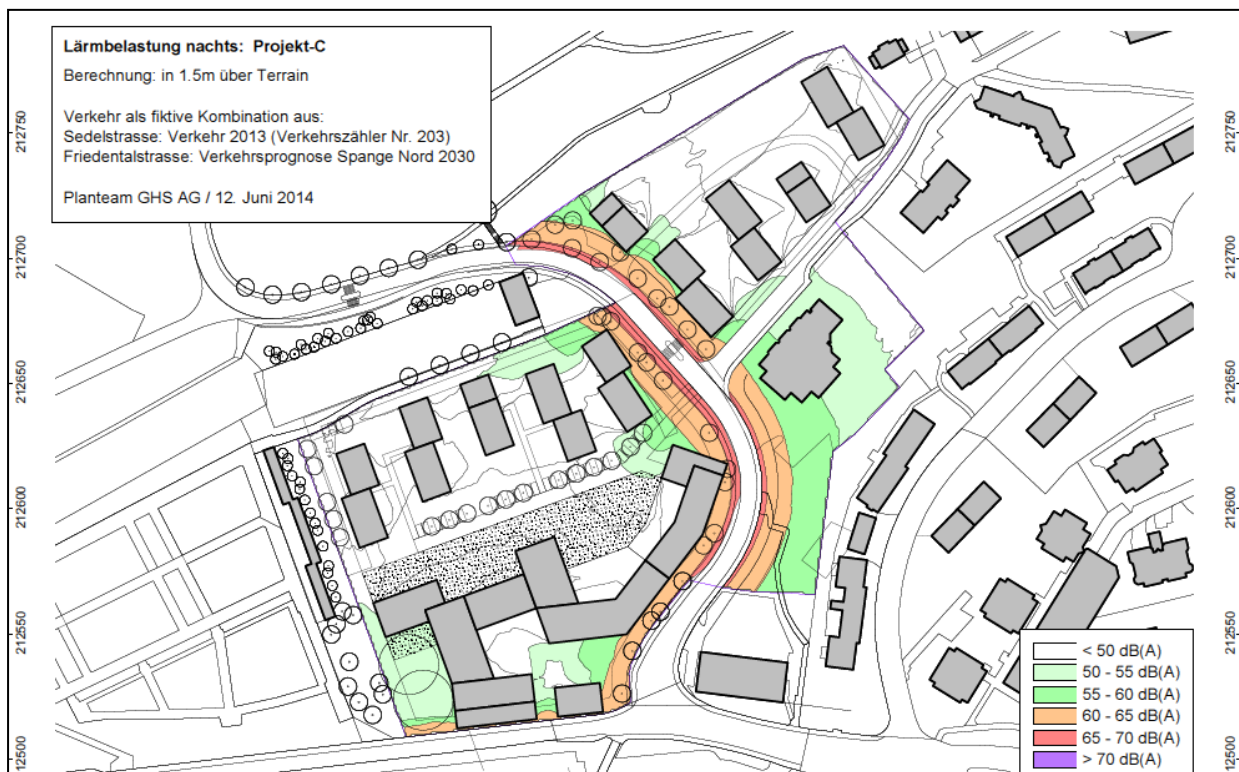 Lärmbelastung nachts: Projekt-C
Berechnung: in 1.5m über Terrain
Verkehr als fiktive Kombination aus:
Sedelstrasse: Verkehr 2013 (Verkehrszähler Nr. 203)
Friedentalstrasse: Verkehrsprognose Spange Nord 2030
Planteam GHS AG / 12. Juni 2014
212750
212700
212650
212600
212550
12500
212750
212700
212650
212600
212550
12500
< 50 dB(A)
50 - 55 dB(A)
55 - 60 dB(A)
60 - 65 dB(A)
65 - 70 dB(A)
> 70 dB(A)